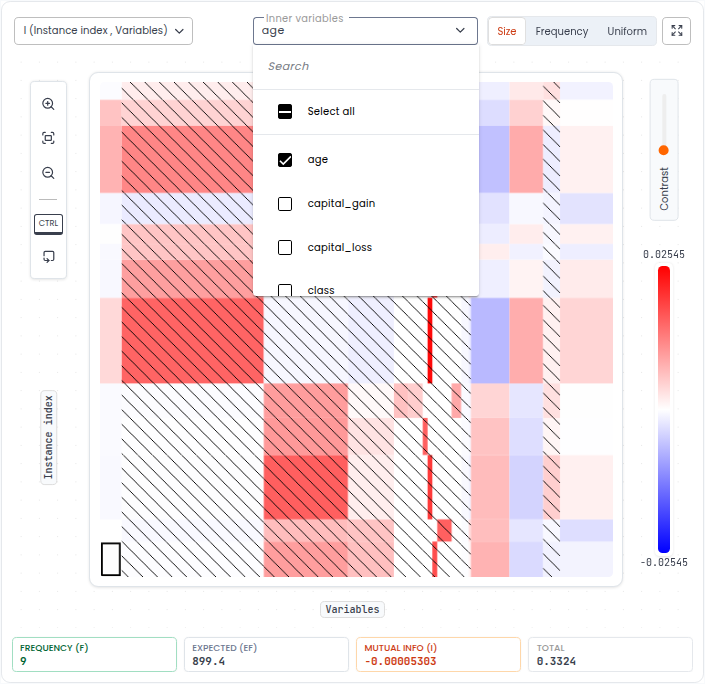 I (Instance index , Variables)
Inner variables
age
Size
Frequency
Uniform
Search
Select all
age
capital_gain
capital_loss
class
CTRL
Contrast
0.02545
-0.02545
Instance index
Variables
FREQUENCY (F)
9
EXPECTED (EF)
899.4
MUTUAL INFO (I)
-0.00005303
TOTAL
0.3324